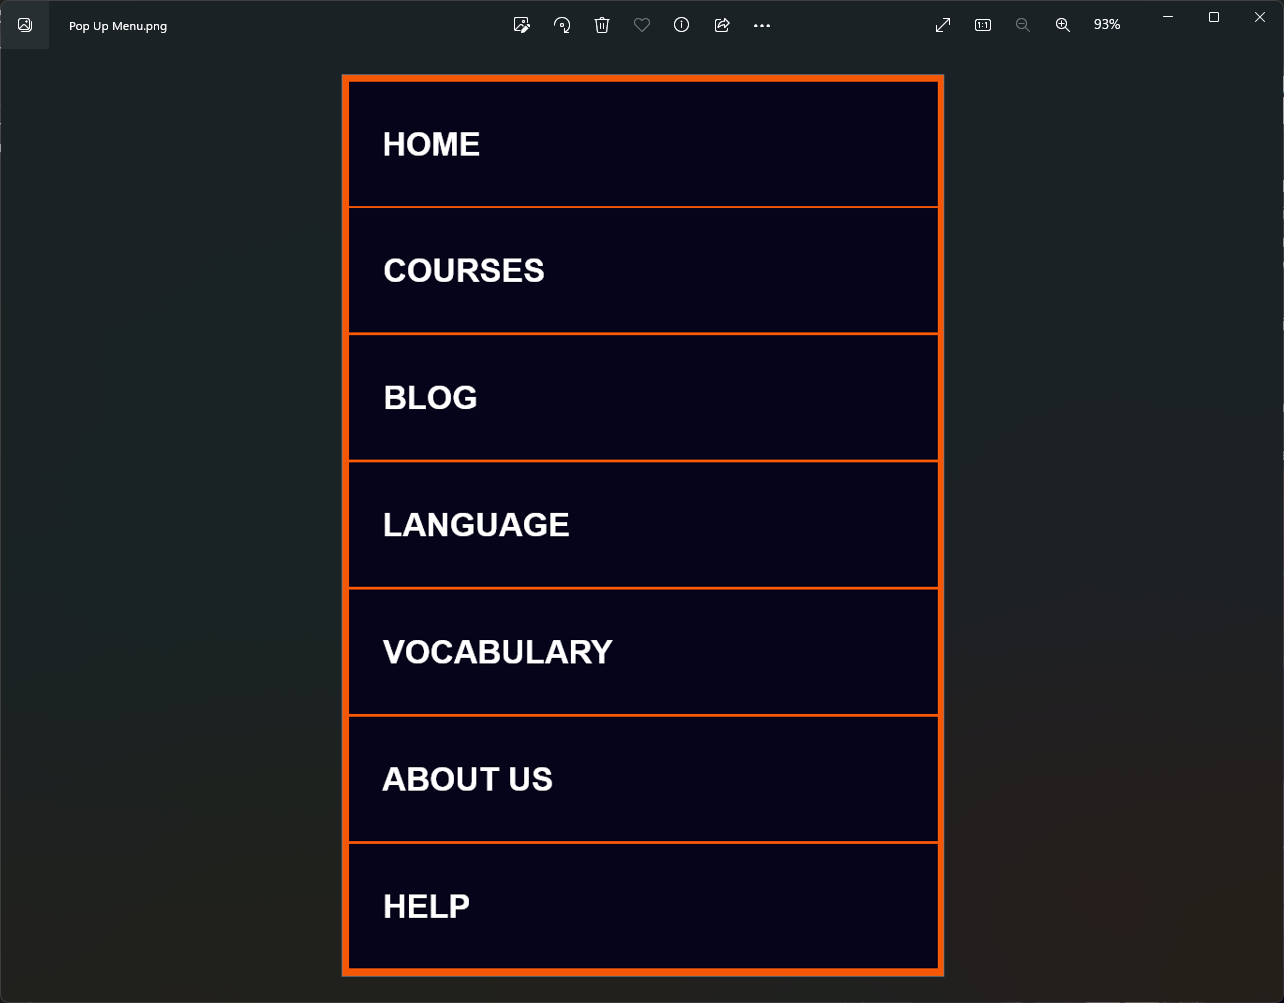 Pop Up Menu.png
93%
HOME
COURSES
BLOG
LANGUAGE
VOCABULARY
ABOUT US
HELP